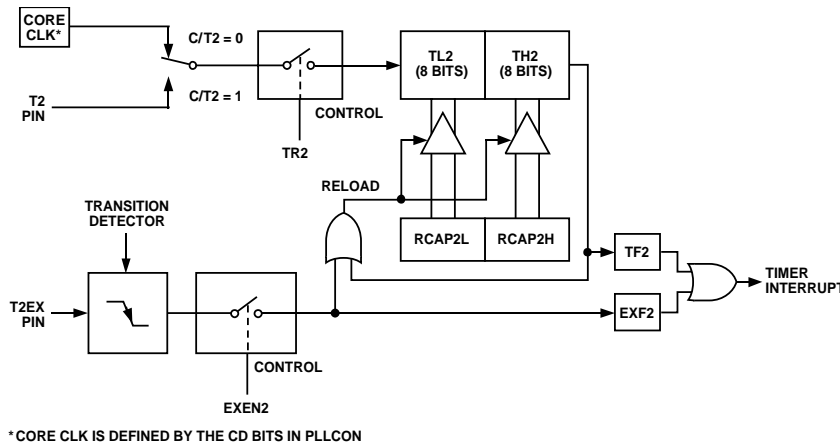 CORE
CLK*
C/T2 = 0
TL2
(8 BITS)
TH2
(8 BITS)
T2
PIN
C/T2 = 1
CONTROL
TR2
RELOAD
TRANSITION
DETECTOR
RCAP2L
RCAP2H
TF2
TIMER
INTERRUPT
T2EX
PIN
EXF2
CONTROL
EXEN2
*CORE CLK IS DEFINED BY THE CD BITS IN PLLCON